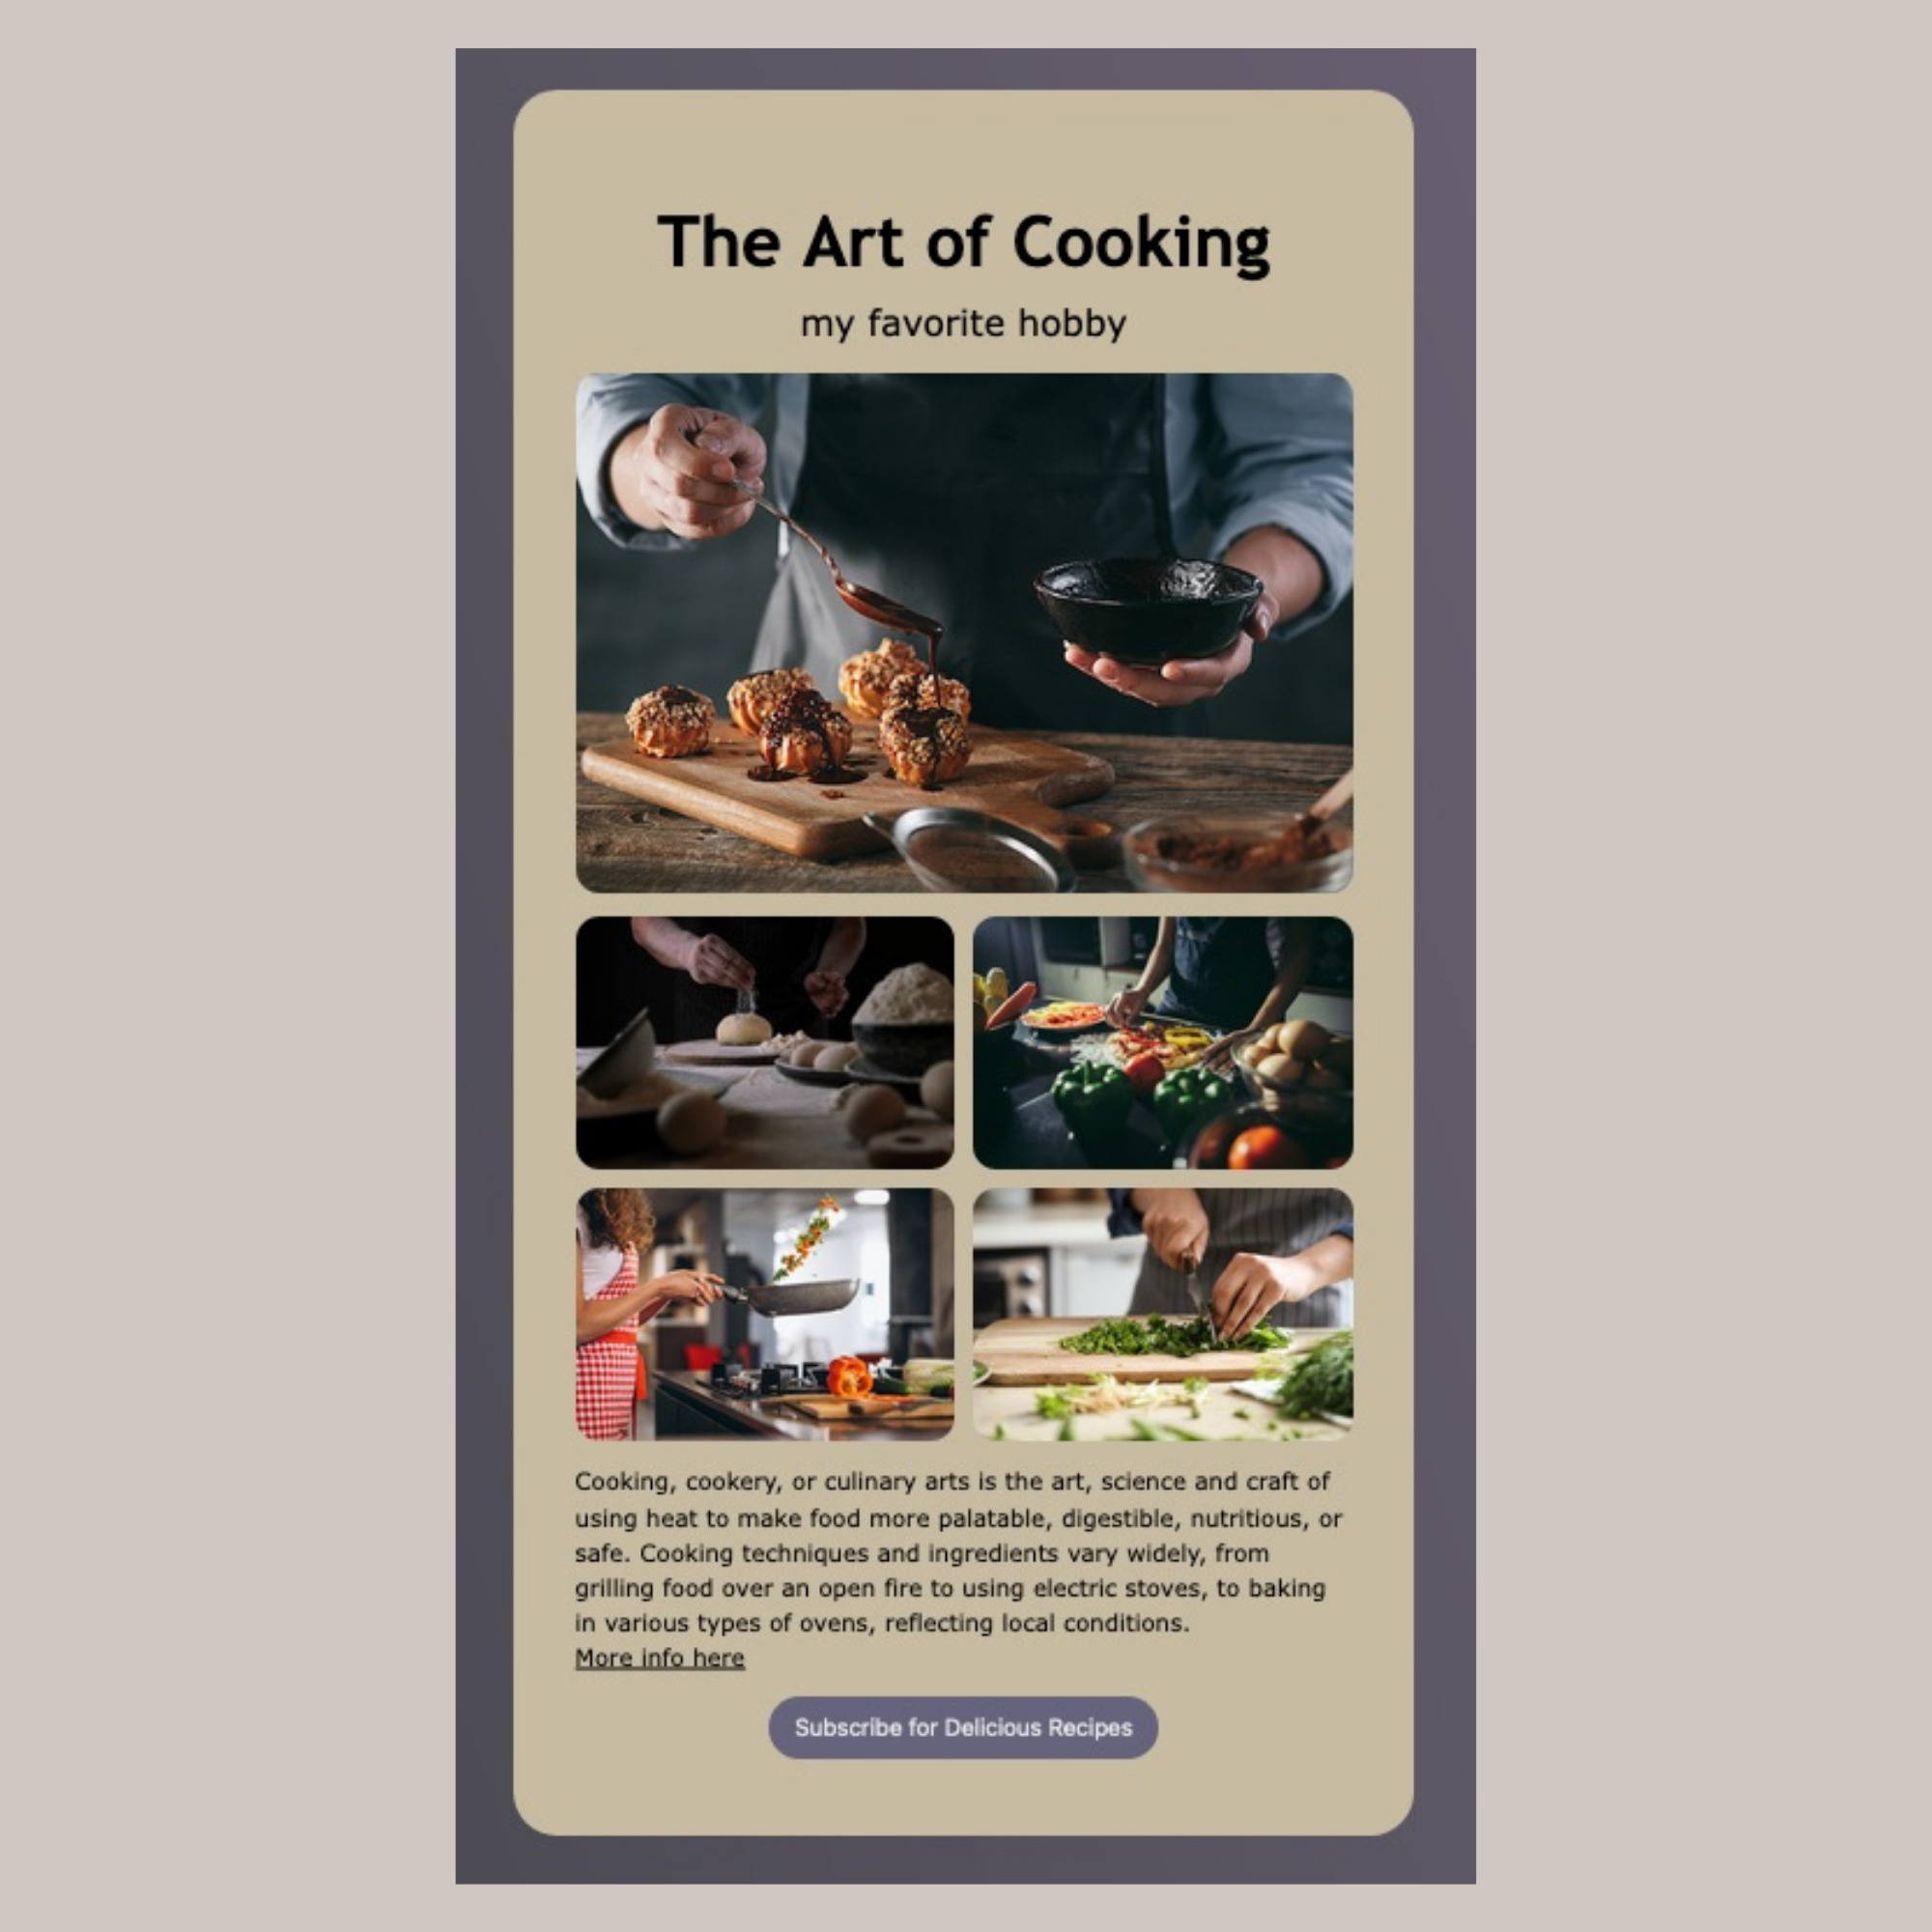 The Art of Cooking
my favorite hobby
Cooking, cookery, or culinary arts is the art, science and craft of
using heat to make food more palatable, digestible, nutritious, or
safe. Cooking techniques and ingredients vary widely, from
grilling food over an open fire to using electric stoves, to baking
in various types of ovens, reflecting local conditions.
More info here
Subscribe for Delicious Recipes